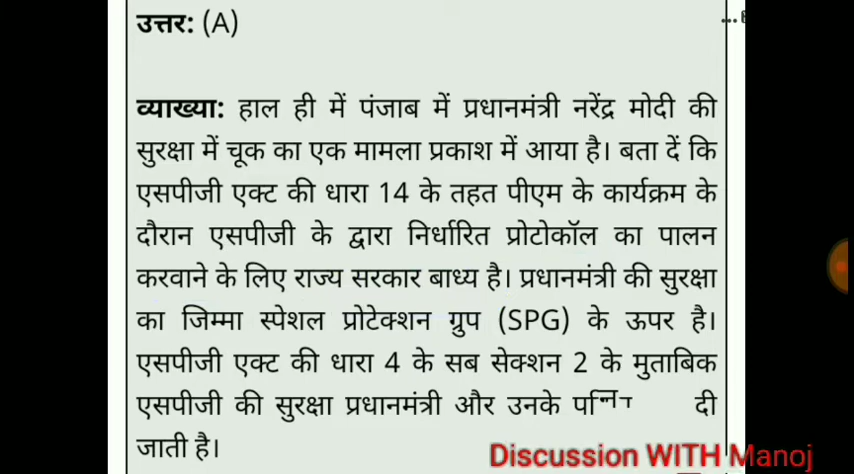 उत्तर: (A)
व्याख्या: हाल ही में पंजाब में प्रधानमंत्री नरेंद्र मोदी की
सुरक्षा में चूक का एक मामला प्रकाश में आया है। बता दें कि
एसपीजी एक्ट की धारा 14 के तहत पीएम के कार्यक्रम के
दौरान एसपीजी के द्वारा निर्धारित प्रोटोकॉल का पालन
करवाने के लिए राज्य सरकार बाध्य है। प्रधानमंत्री की सुरक्षा
का जिम्मा स्पेशल प्रोटेक्शन ग्रुप (SPG) के ऊपर है।
एसपीजी एक्ट की धारा 4 के सब सेक्शन 2 के मुताबिक
एसपीजी की सुरक्षा प्रधानमंत्री और उनके दी
जाती है।
Discussion WITH Manoj